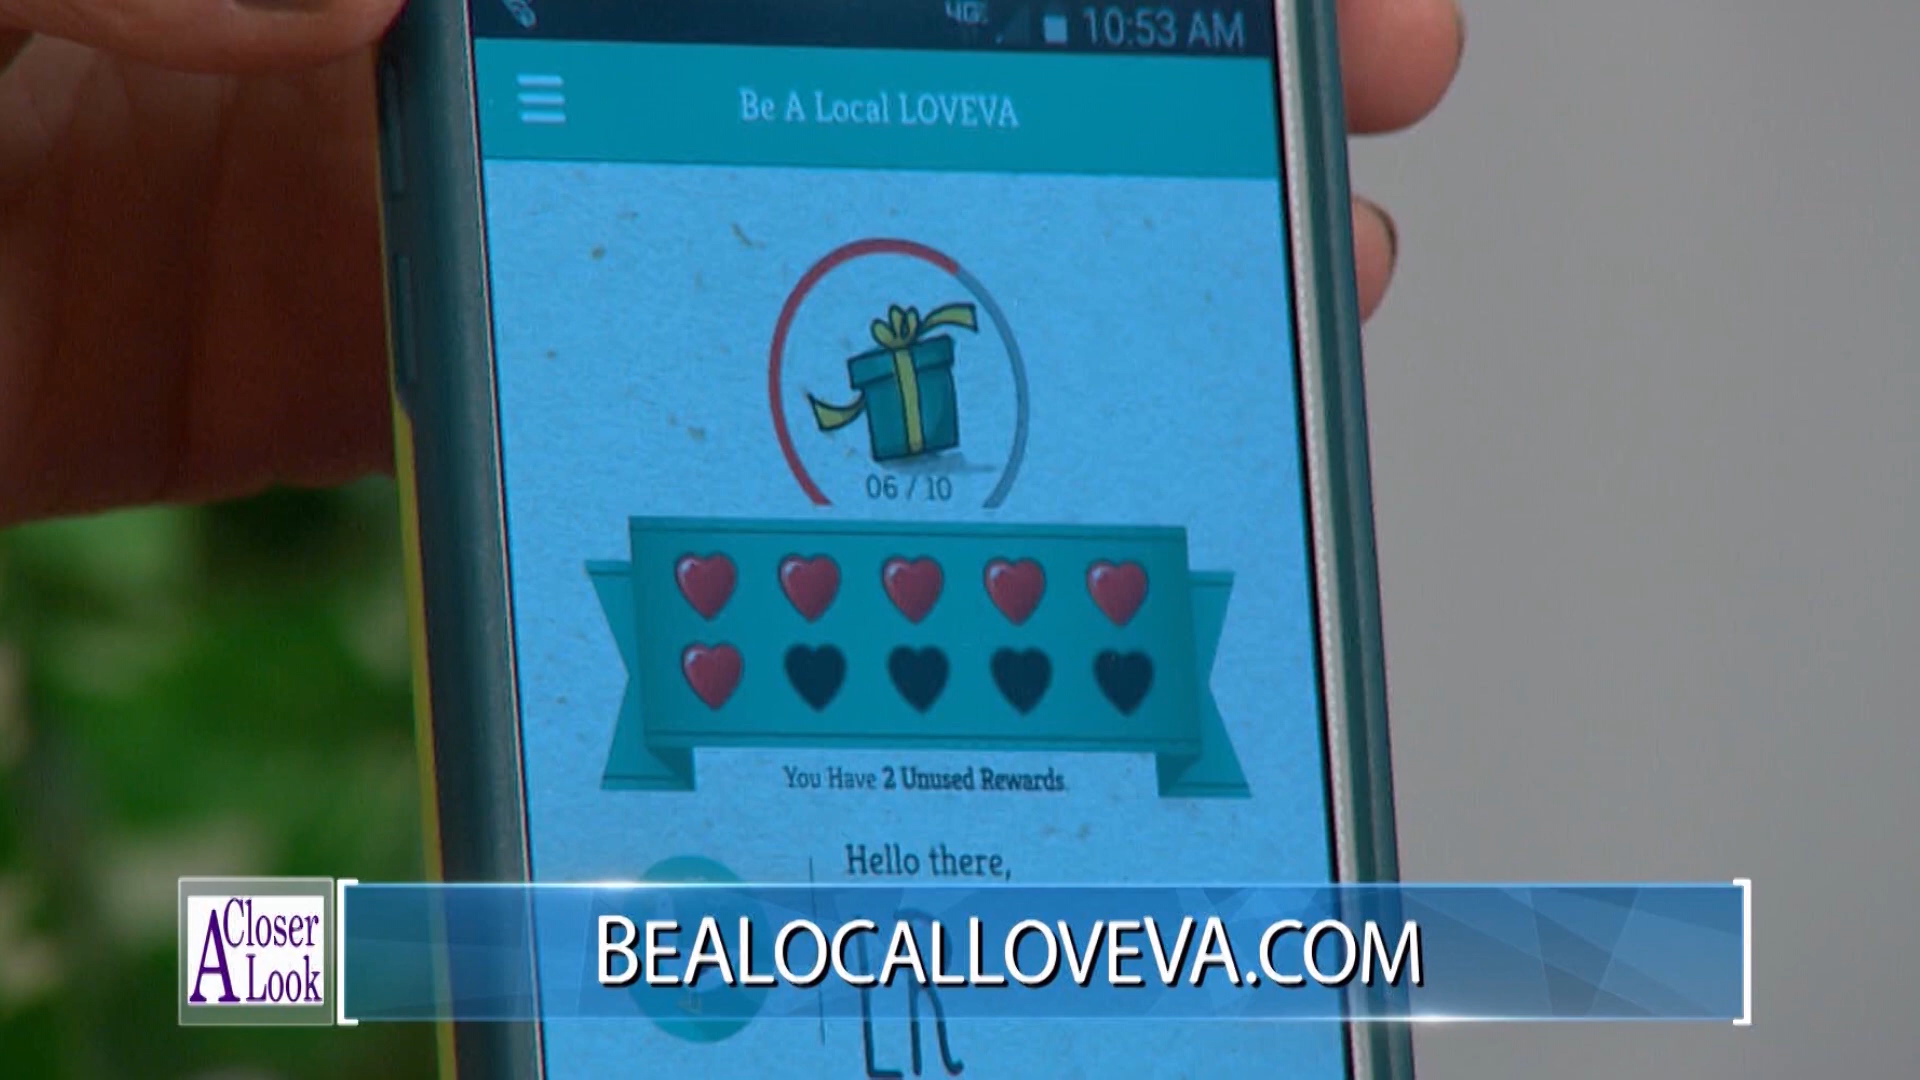 4G 10:53 AM
Be A Local LOVEVA
06 / 10
You Have 2 Unused Rewards.
Hello there,
A Closer Look
BEALOCALLOVEVA.COM